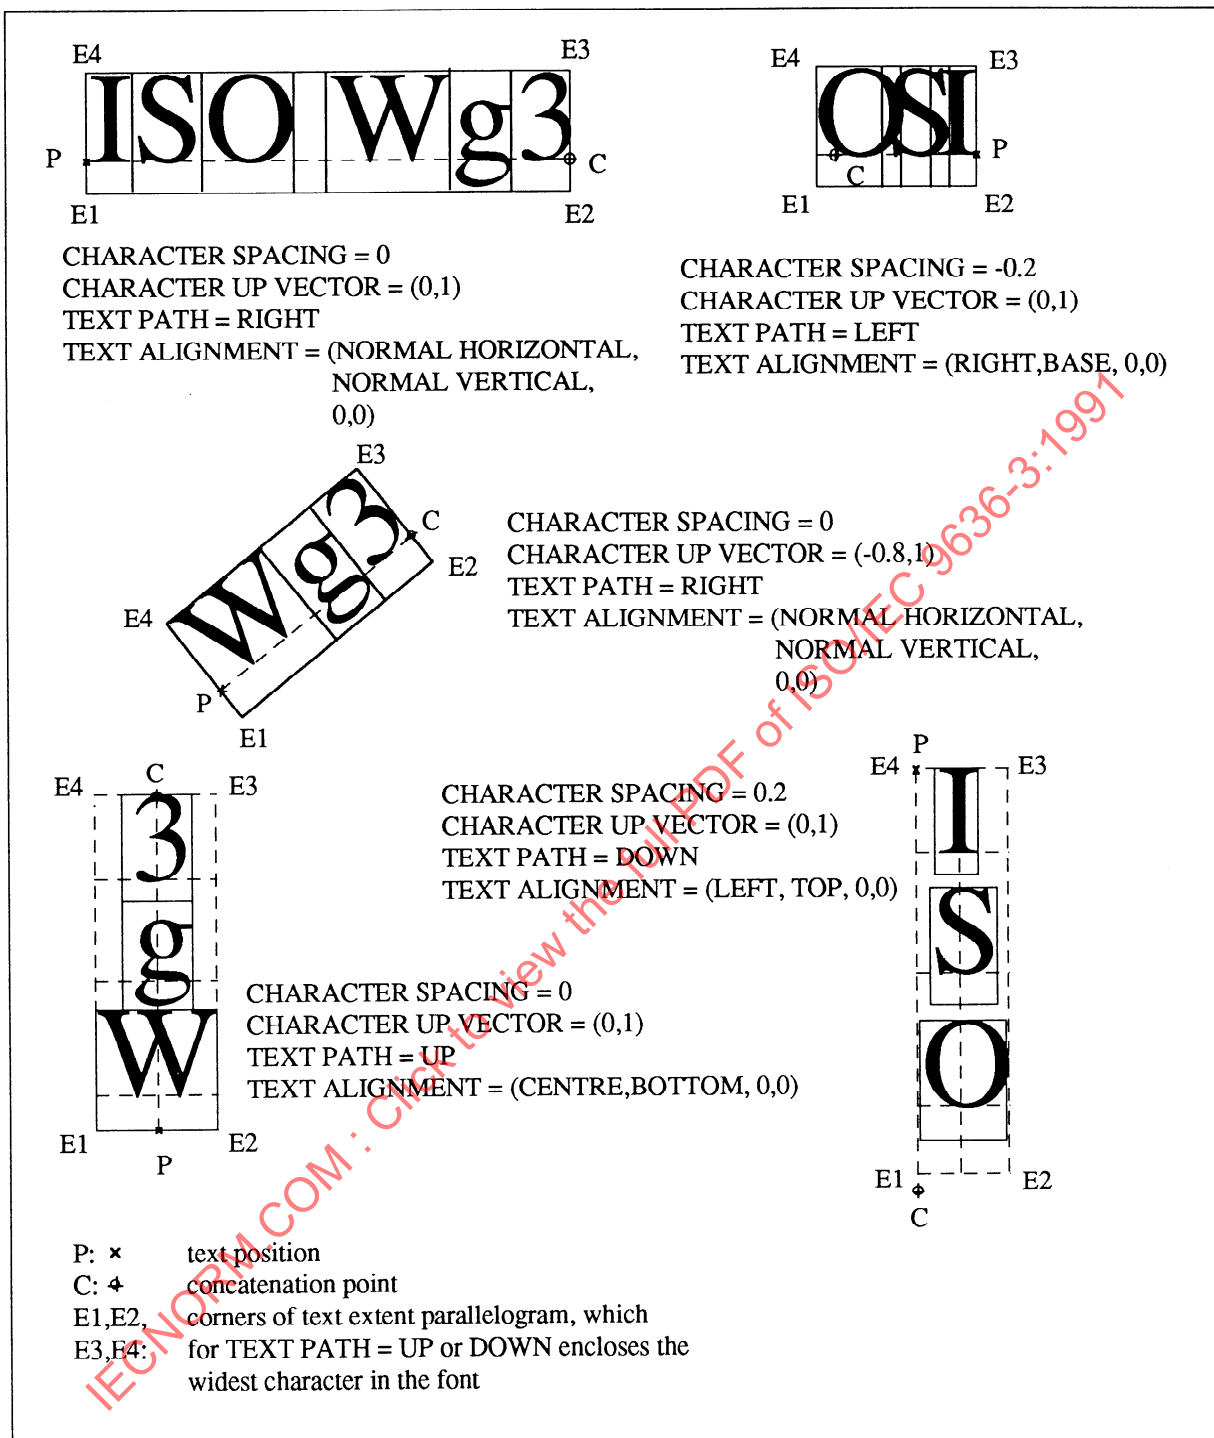 E4
E3
ISO Wg3
P
C
E1
E2
CHARACTER SPACING = 0
CHARACTER UP VECTOR = (0,1)
TEXT PATH = RIGHT
TEXT ALIGNMENT = (NORMAL HORIZONTAL,
NORMAL VERTICAL,
0,0)
E4
E3
OSI
P
C
E1
E2
CHARACTER SPACING = -0.2
CHARACTER UP VECTOR = (0,1)
TEXT PATH = LEFT
TEXT ALIGNMENT = (RIGHT,BASE, 0,0)
E3
C
E2
Wg3
E4
P
E1
CHARACTER SPACING = 0
CHARACTER UP VECTOR = (-0.8,1)
TEXT PATH = RIGHT
TEXT ALIGNMENT = (NORMAL HORIZONTAL,
NORMAL VERTICAL,
0,0)
C
E4
E3
3
g
W
E1
E2
P
CHARACTER SPACING = 0
CHARACTER UP VECTOR = (0,1)
TEXT PATH = UP
TEXT ALIGNMENT = (CENTRE,BOTTOM, 0,0)
CHARACTER SPACING = 0.2
CHARACTER UP VECTOR = (0,1)
TEXT PATH = DOWN
TEXT ALIGNMENT = (LEFT, TOP, 0,0)
P
E4
E3
I
S
O
E1
E2
C
P: × text position
C: concatenation point
E1,E2, corners of text extent parallelogram, which
E3,E4: for TEXT PATH = UP or DOWN encloses the
widest character in the font
IECNORM.COM : Click to view the full PDF of ISO/IEC 9636-3:1991